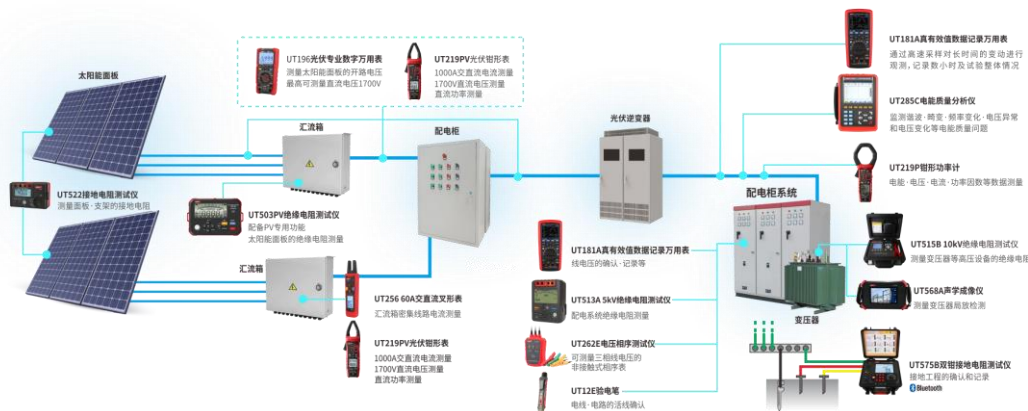 太阳能面板
UT522接地电阻测试仪
测量面板·支架的接地电阻
UT196光伏专业数字万用表
测量太阳能面板的开路电压
最高可测量直流电压1700V
UT219PV光伏钳形表
1000A交直流电流测量
1700V直流电压测量
直流功率测量
汇流箱
配电柜
UT503PV绝缘电阻测试仪
配备PV专用功能
太阳能面板的绝缘电阻测量
汇流箱
UT256 60A交直流叉形表
汇流箱密集线路电流测量
UT219PV光伏钳形表
1000A交直流电流测量
1700V直流电压测量
直流功率测量
光伏逆变器
UT181A真有效值数据记录万用表
线电压的确认·记录等
UT513A 5kV绝缘电阻测试仪
配电系统绝缘电阻测量
UT262E电压相序测试仪
可测量三相线电压的
非接触式相序表
UT12E验电笔
电线·电路的活线确认
配电柜系统
变压器
UT181A真有效值数据记录万用表
通过高速采样对长时间的变动进行
观测，记录数小时及试验整体情况
UT285C电能质量分析仪
监测谐波·畸变·频率变化·电压异常
和电压变化等电能质量问题
UT219P钳形功率计
电能·电压·电流·功率因数等数据测量
UT515B 10kV绝缘电阻测试仪
测量变压器等高压设备的绝缘电阻
UT568A声学成像仪
测量变压器局放检测
UT575B双钳接地电阻测试仪
接地工程的确认和记录
Bluetooth